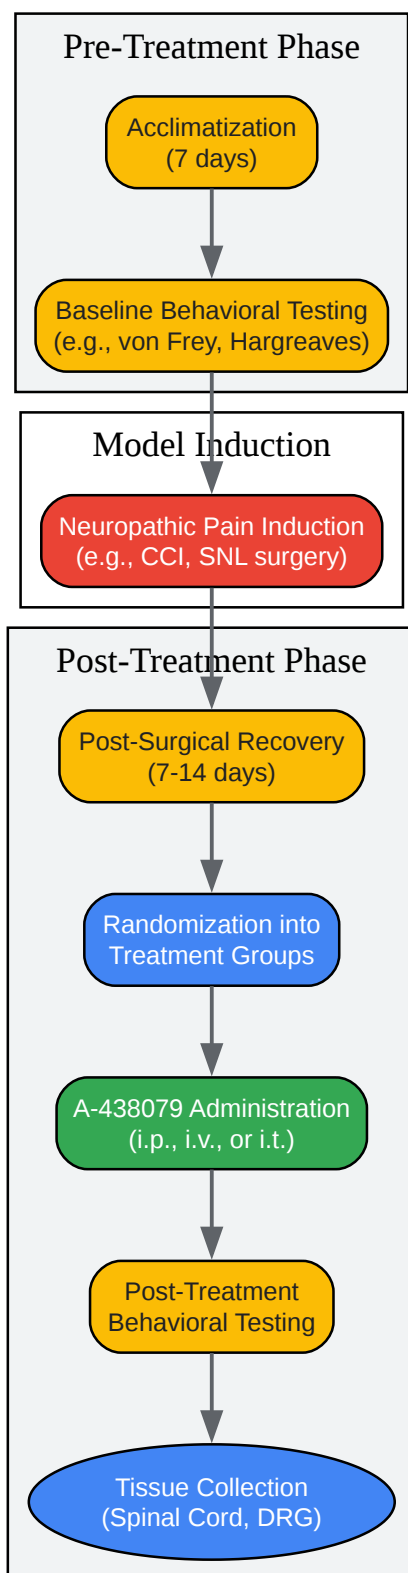 Pre-Treatment Phase
Acclimatization
(7 days)
Baseline Behavioral Testing
(e.g., von Frey, Hargreaves)
Model Induction
Neuropathic Pain Induction
(e.g., CCI, SNL surgery)
Post-Treatment Phase
Post-Surgical Recovery
(7-14 days)
Randomization into
Treatment Groups
A-438079 Administration
(i.p., i.v., or i.t.)
Post-Treatment
Behavioral Testing
Tissue Collection
(Spinal Cord, DRG)